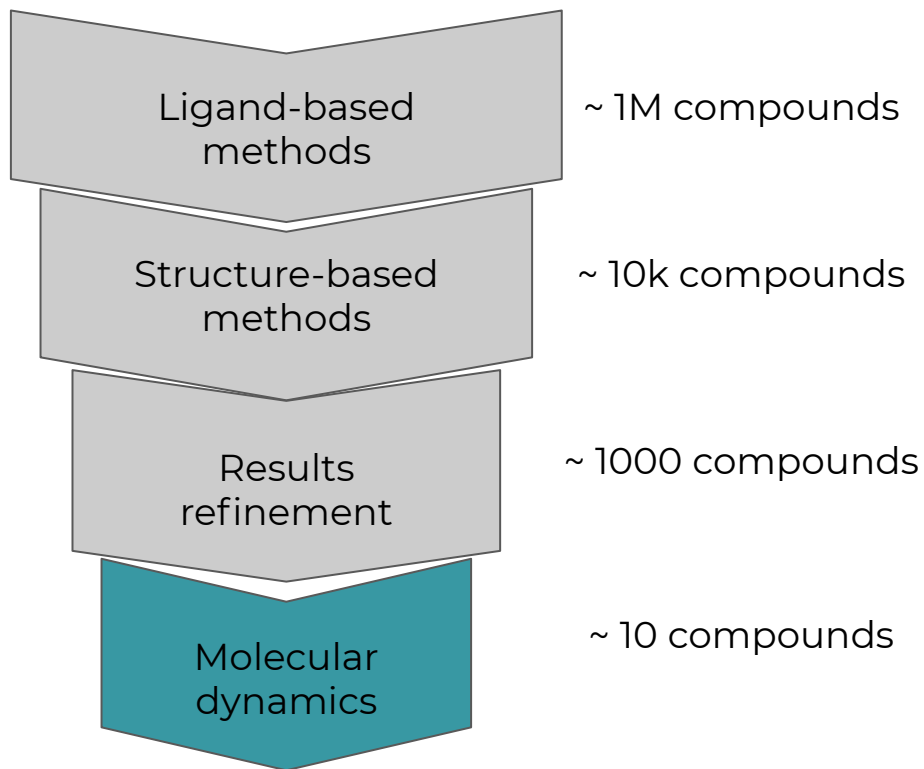 Ligand-based
methods
~ 1M compounds
Structure-based
methods
~ 10k compounds
Results
refinement
~ 1000 compounds
Molecular
dynamics
~ 10 compounds